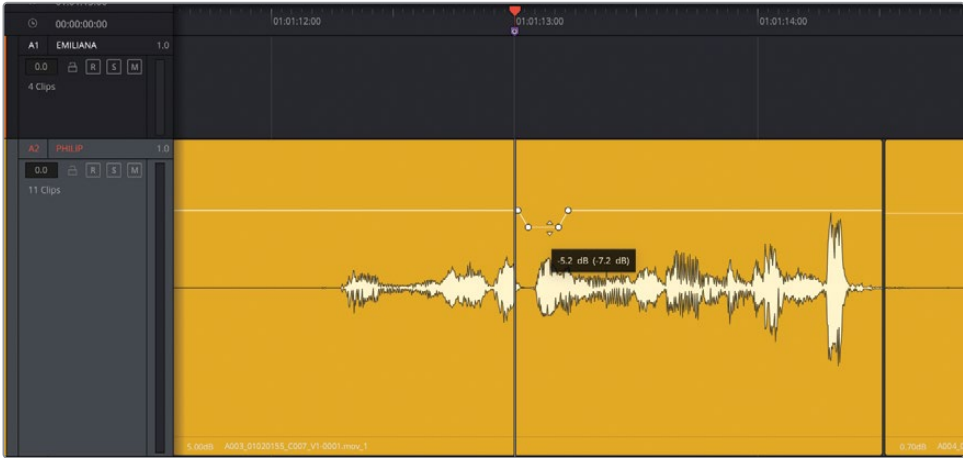 01:01:12:00 01:01:13:00 01:01:14:00
00:00:00:00
A1 EMILIANA 1.0
0.0 R S M
4 Clips
A2 PHILIP 1.0
0.0 R S M
11 Clips
-5.2 dB (-7.2 dB)
5.00dB A003_01020155_C007_V1-0001.mov_1
0.70dB A004_0